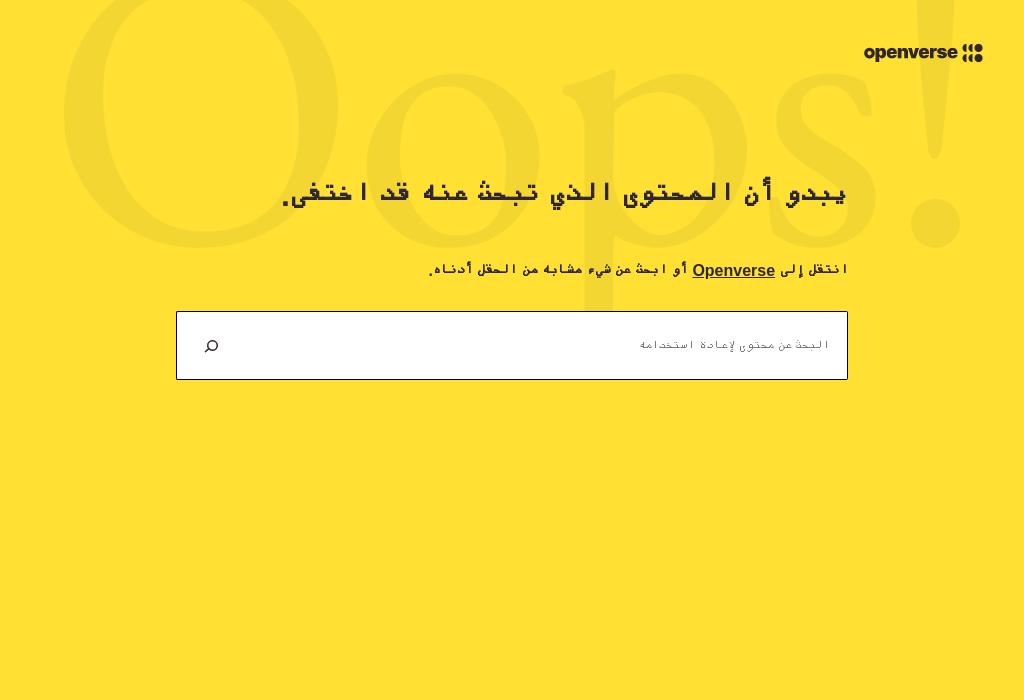 openverse
Oops!
يبدو أن المحتوى الذي تبحث عنه قد اختفى.
انتقل إلى Openverse أو ابحث عن شيء مشابه من الحقل أدناه.
البحث عن محتوى لإعادة استخدامه